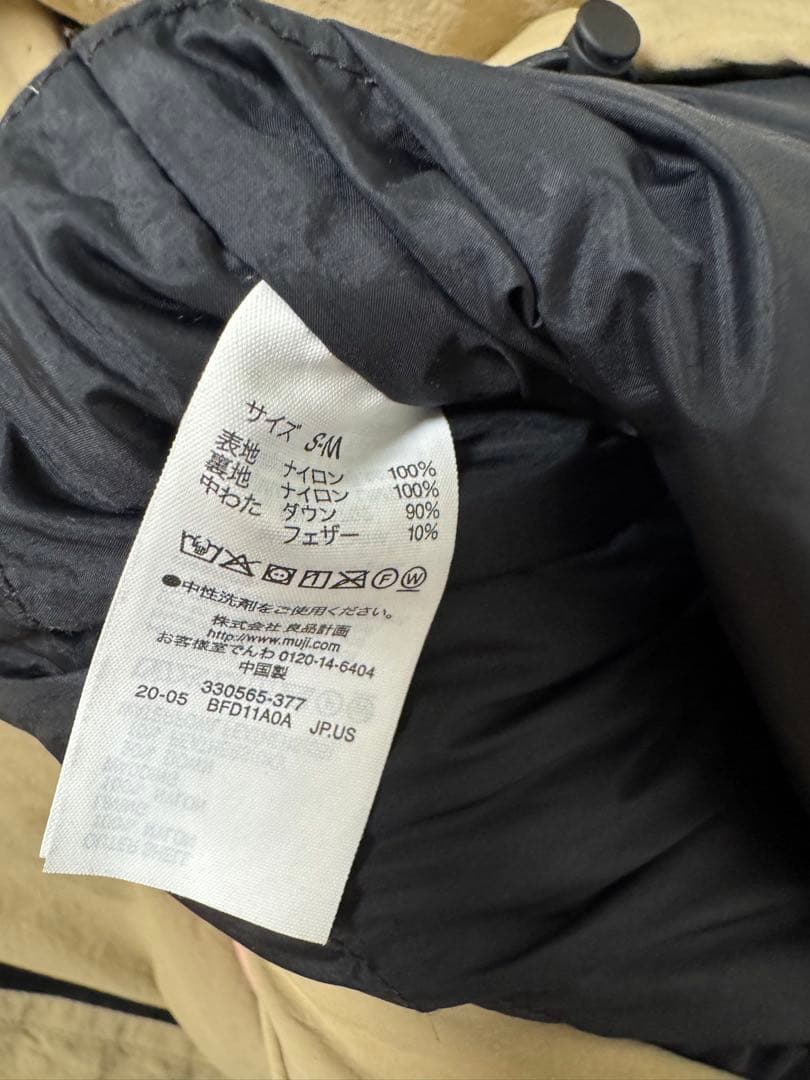 サイズ S-M
表地 ナイロン 100%
裏地 ナイロン 100%
中わた ダウン 90%
フェザー 10%
F W
●中性洗剤をご使用ください。
株式会社 良品計画
http://www.muji.com
お客様室でんわ 0120-14-6404
中国製
330565-377
20-05 BFD11A0A JP.US